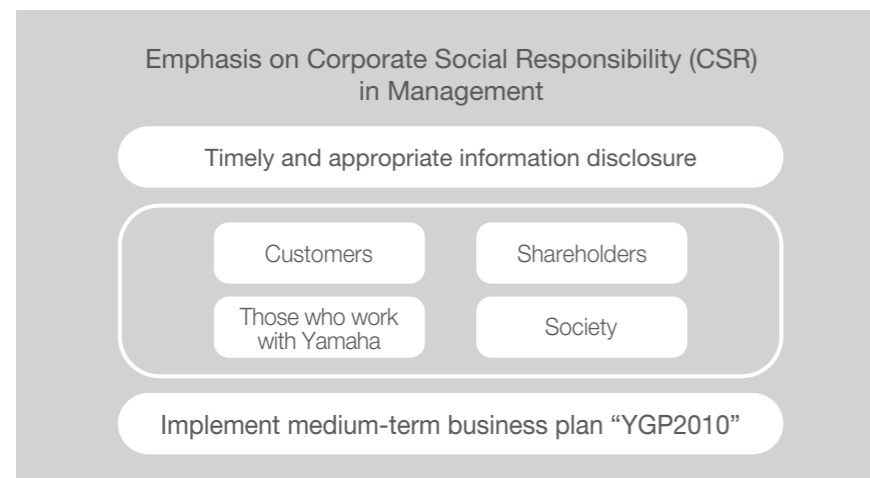 Emphasis on Corporate Social Responsibility (CSR)
in Management
Timely and appropriate information disclosure
Customers
Shareholders
Those who work
with Yamaha
Society
Implement medium-term business plan “YGP2010”